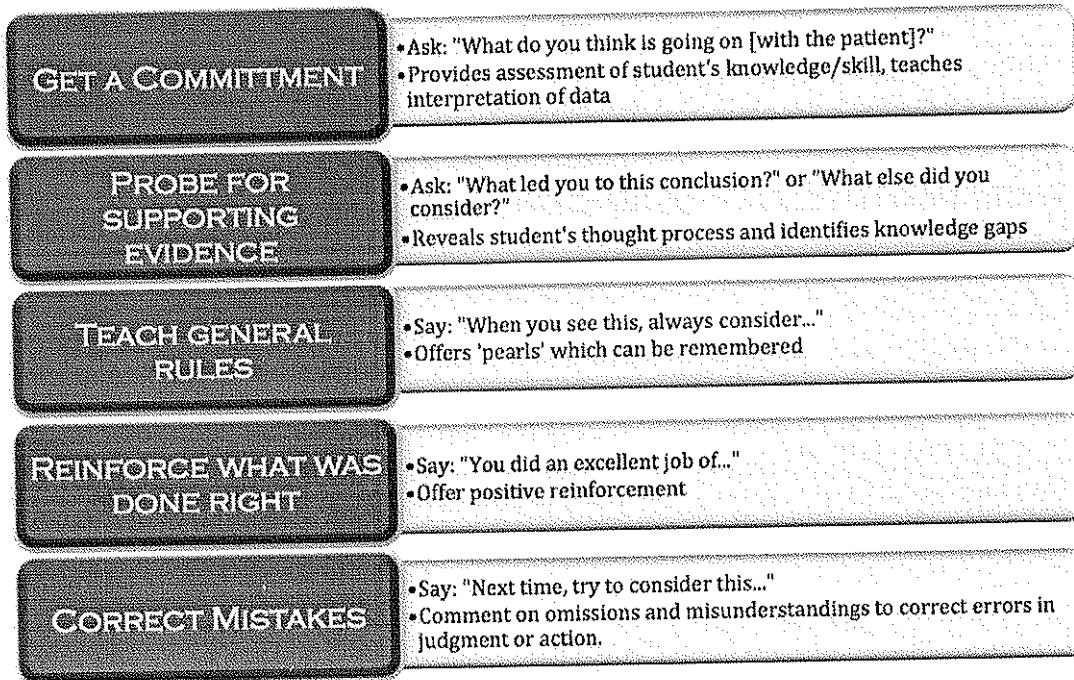 GET A COMMITTMENT
•Ask: "What do you think is going on [with the patient]?"
•Provides assessment of student's knowledge/skill, teaches
interpretation of data
PROBE FOR
SUPPORTING
EVIDENCE
•Ask: "What led you to this conclusion?" or "What else did you
consider?"
•Reveals student's thought process and identifies knowledge gaps
TEACH GENERAL
RULES
•Say: "When you see this, always consider..."
•Offers 'pearls' which can be remembered
REINFORCE WHAT WAS
DONE RIGHT
•Say: "You did an excellent job of..."
•Offer positive reinforcement
CORRECT MISTAKES
•Say: "Next time, try to consider this..."
•Comment on omissions and misunderstandings to correct errors in
judgment or action.